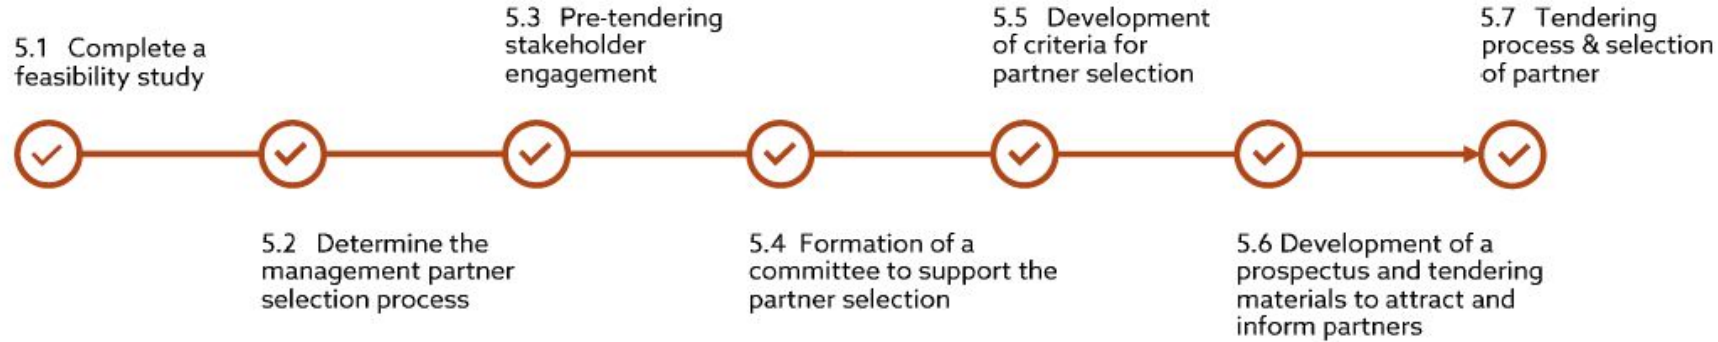 5.1 Complete a
feasibility study
5.2 Determine the
management partner
selection process
5.3 Pre-tendering
stakeholder
engagement
5.4 Formation of a
committee to support the
partner selection
5.5 Development
of criteria for
partner selection
5.6 Development of a
prospectus and tendering
materials to attract and
inform partners
5.7 Tendering
process & selection
of partner